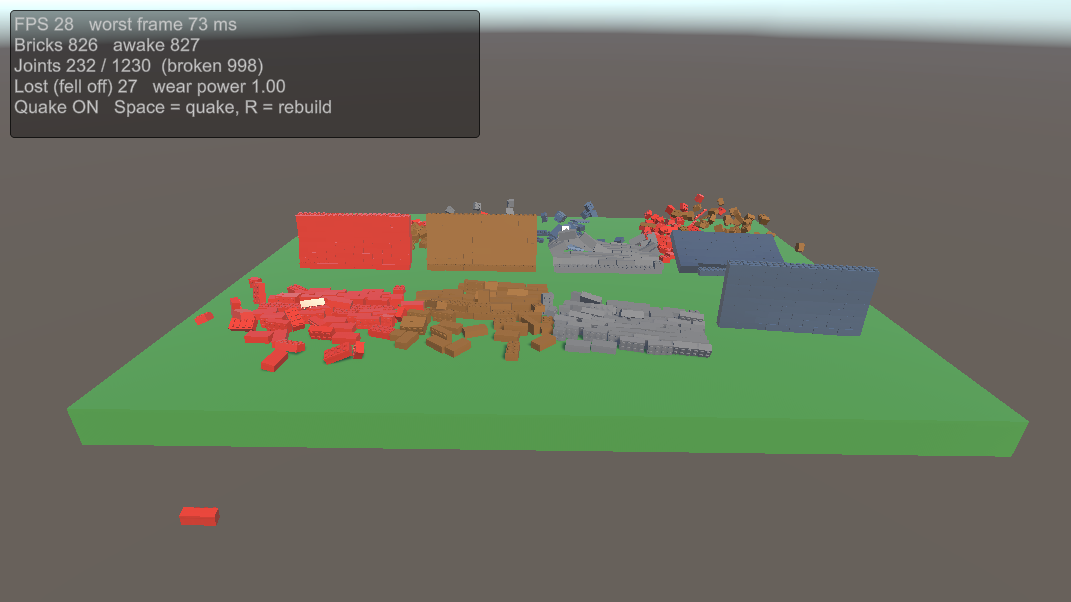 FPS 28   worst frame 73 ms
Bricks 826   awake 827
Joints 232 / 1230  (broken 998)
Lost (fell off) 27   wear power 1.00
Quake ON   Space = quake, R = rebuild